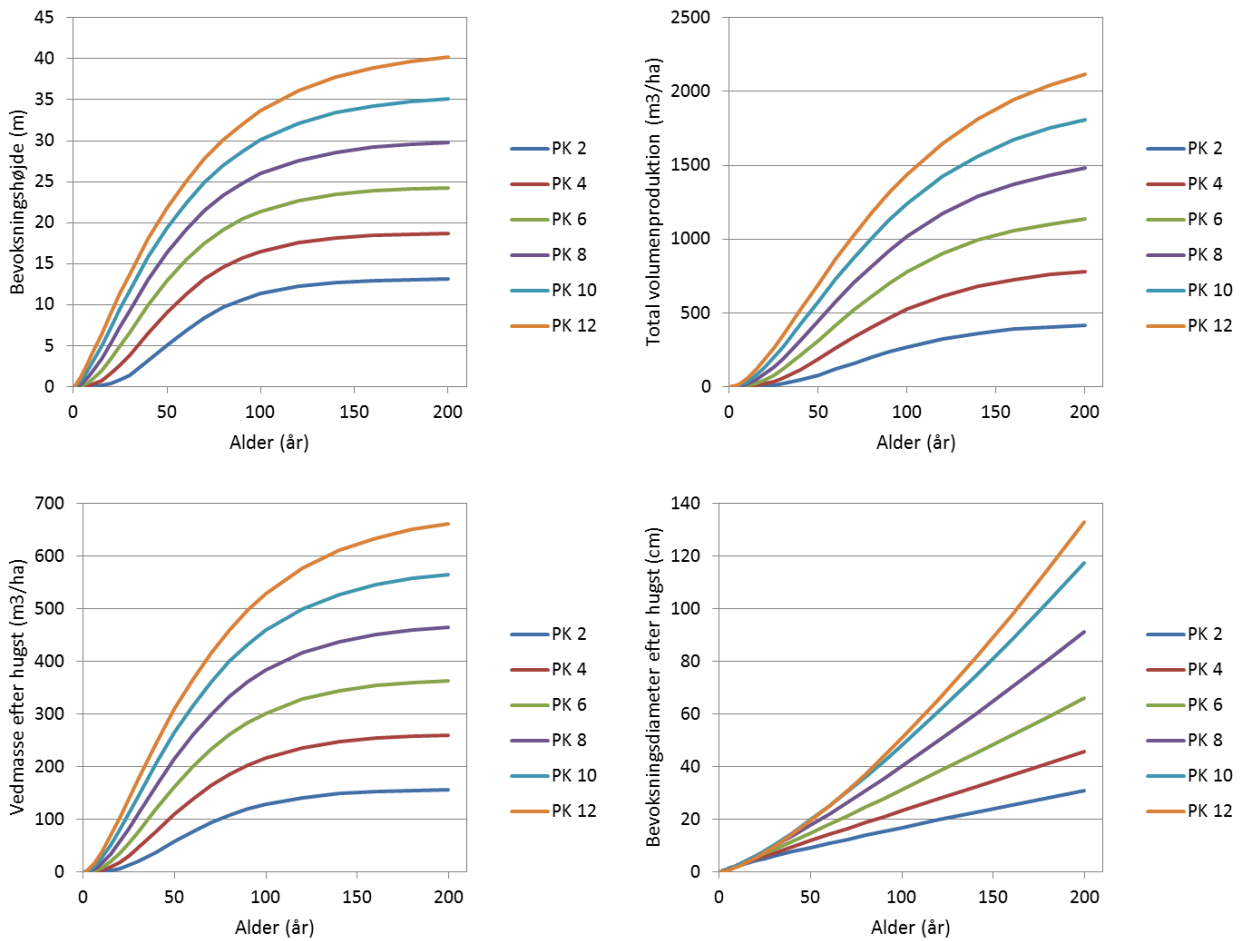 45
40
35
30
25
20
15
10
5
0
Bevoksningshøjde (m)
0 50 100 150 200
Alder (år)
PK 2
PK 4
PK 6
PK 8
PK 10
PK 12
2500
2000
1500
1000
500
0
Total volumenproduktion (m3/ha)
0 50 100 150 200
Alder (år)
PK 2
PK 4
PK 6
PK 8
PK 10
PK 12
700
600
500
400
300
200
100
0
Vedmasse efter hugst (m3/ha)
0 50 100 150 200
Alder (år)
PK 2
PK 4
PK 6
PK 8
PK 10
PK 12
140
120
100
80
60
40
20
0
Bevoksningsdiameter efter hugst (cm)
0 50 100 150 200
Alder (år)
PK 2
PK 4
PK 6
PK 8
PK 10
PK 12